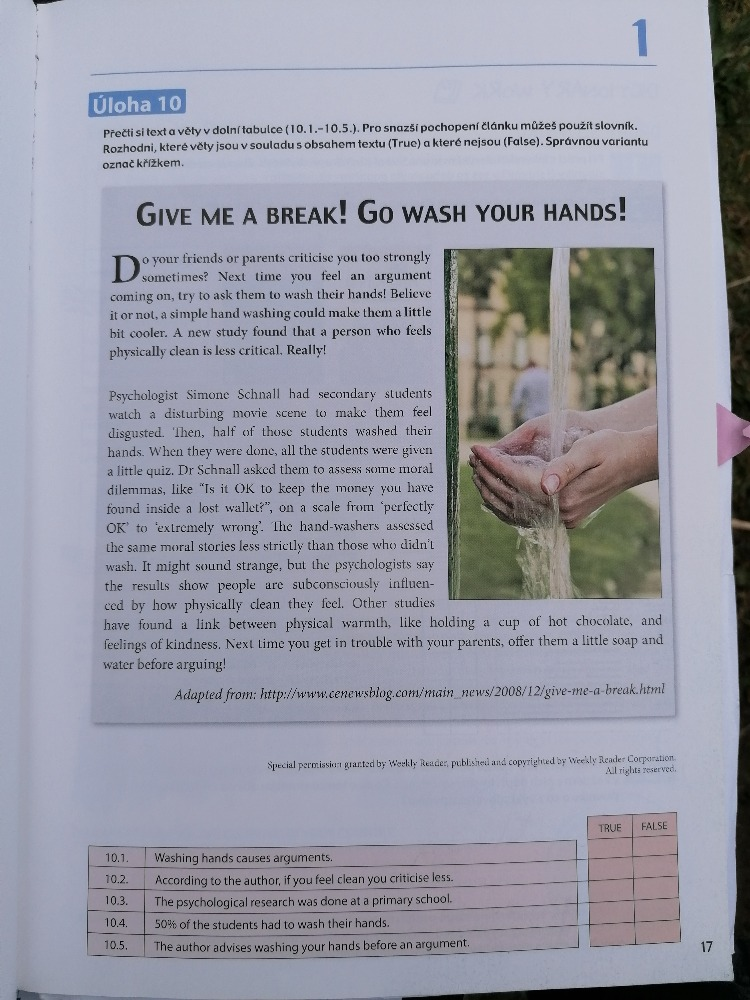 1
Úloha 10
Přečti si text a věty v dolní tabulce (10.1.–10.5.). Pro snazší pochopení článku můžeš použít slovník.
Rozhodni, které věty jsou v souladu s obsahem textu (True) a které nejsou (False). Správnou variantu
označ křížkem.
GIVE ME A BREAK! GO WASH YOUR HANDS!
Do your friends or parents criticise you too strongly
sometimes? Next time you feel an argument
coming on, try to ask them to wash their hands! Believe
it or not, a simple hand washing could make them a little
bit cooler. A new study found that a person who feels
physically clean is less critical. Really!
Psychologist Simone Schnall had secondary students
watch a disturbing movie scene to make them feel
disgusted. Then, half of those students washed their
hands. When they were done, all the students were given
a little quiz. Dr Schnall asked them to assess some moral
dilemmas, like “Is it OK to keep the money you have
found inside a lost wallet?”, on a scale from ‘perfectly
OK’ to ‘extremely wrong’. The hand-washers assessed
the same moral stories less strictly than those who didn’t
wash. It might sound strange, but the psychologists say
the results show people are subconsciously influen-
ced by how physically clean they feel. Other studies
have found a link between physical warmth, like holding a cup of hot chocolate, and
feelings of kindness. Next time you get in trouble with your parents, offer them a little soap and
water before arguing!
Adapted from: http://www.cenewsblog.com/main_news/2008/12/give-me-a-break.html
Special permission granted by Weekly Reader, published and copyrighted by Weekly Reader Corporation.
All rights reserved.
TRUE FALSE
10.1. Washing hands causes arguments.
10.2. According to the author, if you feel clean you criticise less.
10.3. The psychological research was done at a primary school.
10.4. 50% of the students had to wash their hands.
10.5. The author advises washing your hands before an argument.
17